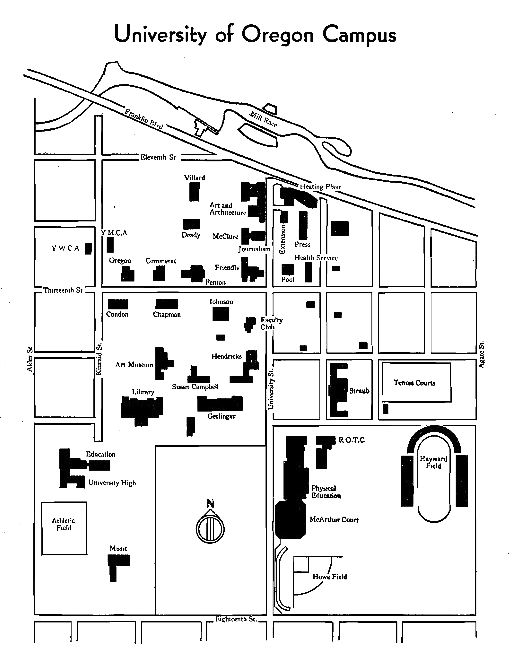 University of Oregon Campus
Mill Race
Franklin Blvd
Eleventh St
Villard
Heating Plant
Art and
Architecture
Y.M.C.A
Deady
McClure
Extension
Press
Y W C A
Journalism
Oregon
Commerce
Friendly
Health Service
Pool
Penton
Thirteenth St
Condon
Chapman
Johnson
Faculty
Club
Alder St
Kincaid St
Art Museum
Hendricks
University St
Agate St
Susan Campbell
Straub
Tennis Courts
Library
Gerlinger
Education
R.O.T.C.
University High
Hayward
Field
Physical
Education
N
Athletic
Field
McArthur Court
Music
Howe Field
Eighteenth St.